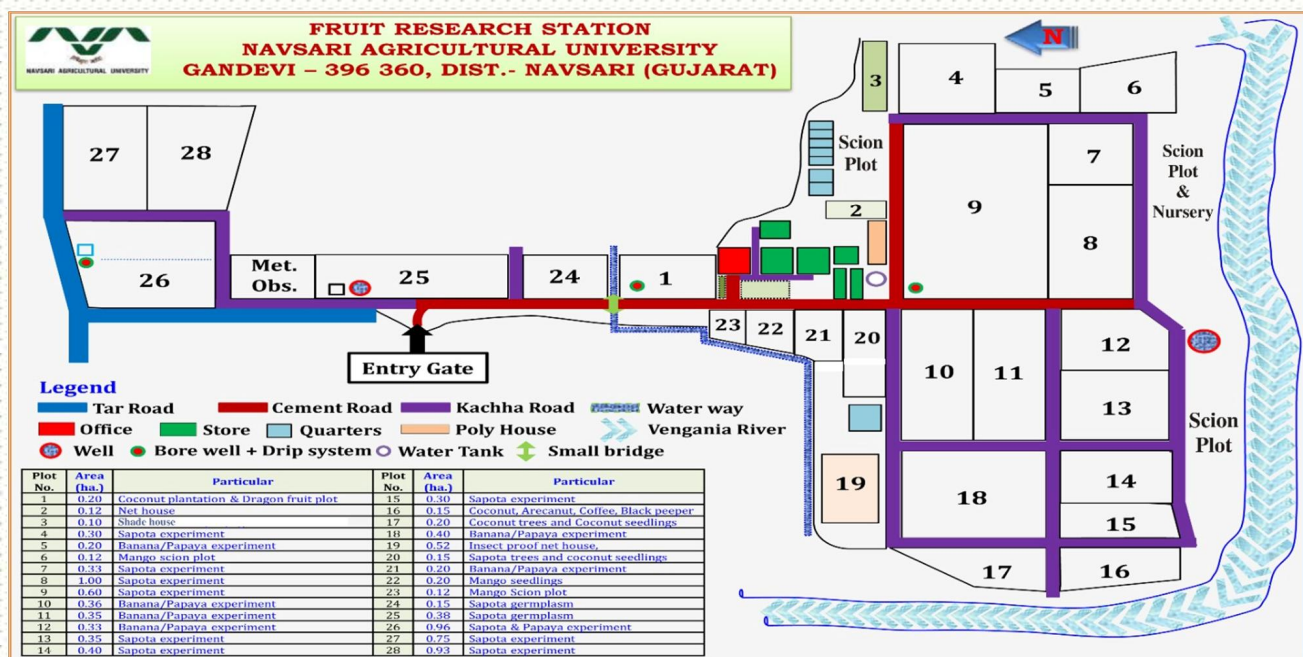 FRUIT RESEARCH STATION
NAVSARI AGRICULTURAL UNIVERSITY
GANDEVI – 396 360, DIST.- NAVSARI (GUJARAT)
NAVSARI AGRICULTURAL UNIVERSITY
N
3
4
5
6
27
28
Scion
Plot
7
Scion
Plot
&
Nursery
2
9
8
Met.
Obs.
26
25
24
1
23
22
21
20
10
11
12
13
Scion
Plot
Entry Gate
19
18
14
15
17
16
Legend
Tar Road Cement Road Kachha Road Water way
Office Store Quarters Poly House Vengania River
Well Bore well + Drip system Water Tank Small bridge
Plot No. Area (ha.) Particular Plot No. Area (ha.) Particular
1 0.20 Coconut plantation & Dragon fruit plot 15 0.30 Sapota experiment
2 0.12 Net house 16 0.15 Coconut, Arecanut, Coffee, Black peeper
3 0.10 Shade house 17 0.20 Coconut trees and Coconut seedlings
4 0.30 Sapota experiment 18 0.40 Banana/Papaya experiment
5 0.20 Banana/Papaya experiment 19 0.52 Insect proof net house,
6 0.12 Mango scion plot 20 0.15 Sapota trees and coconut seedlings
7 0.33 Sapota experiment 21 0.20 Banana/Papaya experiment
8 1.00 Sapota experiment 22 0.20 Mango seedlings
9 0.60 Sapota experiment 23 0.12 Mango Scion plot
10 0.36 Banana/Papaya experiment 24 0.15 Sapota germplasm
11 0.35 Banana/Papaya experiment 25 0.38 Sapota germplasm
12 0.33 Banana/Papaya experiment 26 0.96 Sapota & Papaya experiment
13 0.35 Sapota experiment 27 0.75 Sapota experiment
14 0.40 Sapota experiment 28 0.93 Sapota experiment